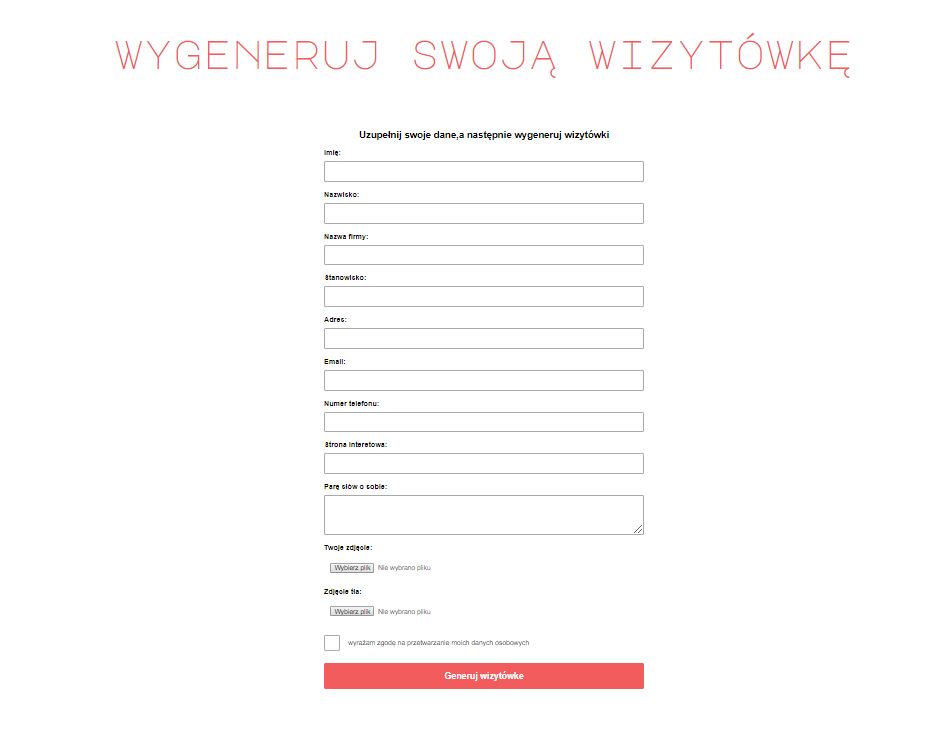 WYGENERUJ SWOJĄ WIZYTÓWKĘ
Uzupełnij swoje dane,a następnie wygeneruj wizytówki
Imię:
Nazwisko:
Nazwa firmy:
Stanowisko:
Adres:
Email:
Numer telefonu:
Strona Interetowa:
Parę słów o sobie:
Twoje zdjęcie:
Wybierz plik Nie wybrano pliku
Zdjęcie tła:
Wybierz plik Nie wybrano pliku
wyrażam zgodę na przetwarzanie moich danych osobowych
Generuj wizytówke